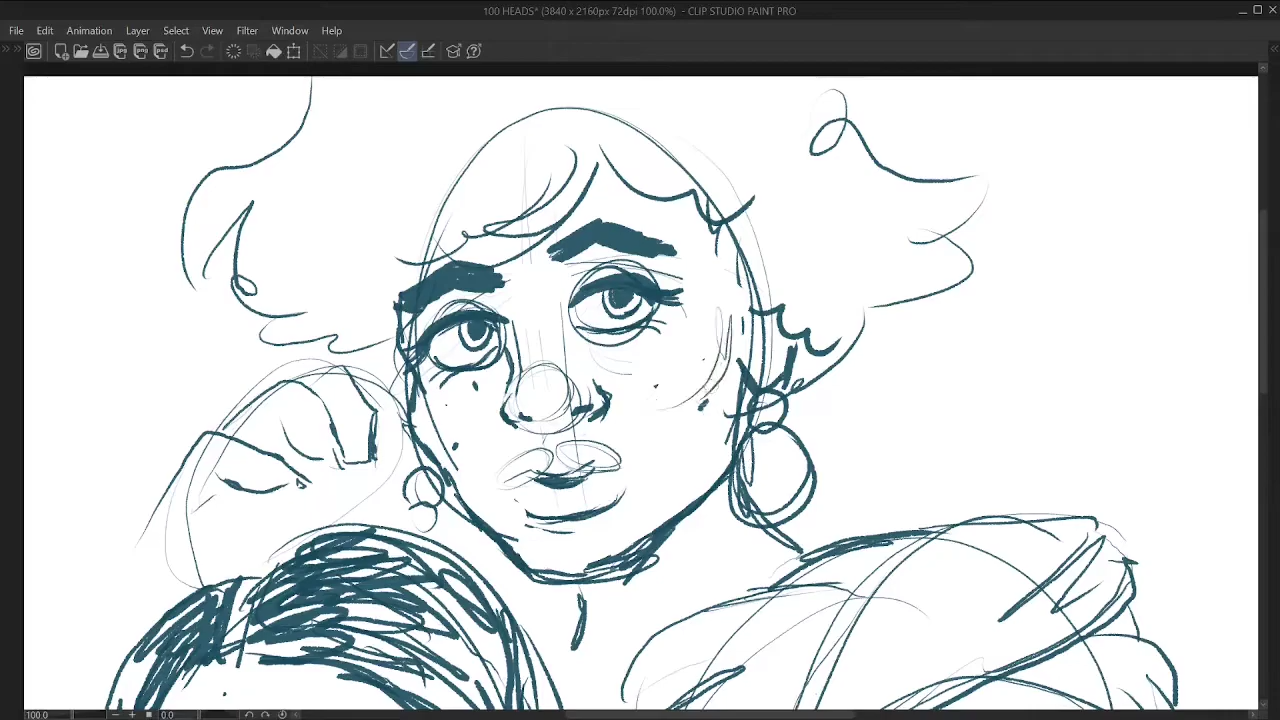 100 HEADS* (3840 x 2160px 72dpi 100.0%) - CLIP STUDIO PAINT PRO
File Edit Animation Layer Select View Filter Window Help
100.0 0.0